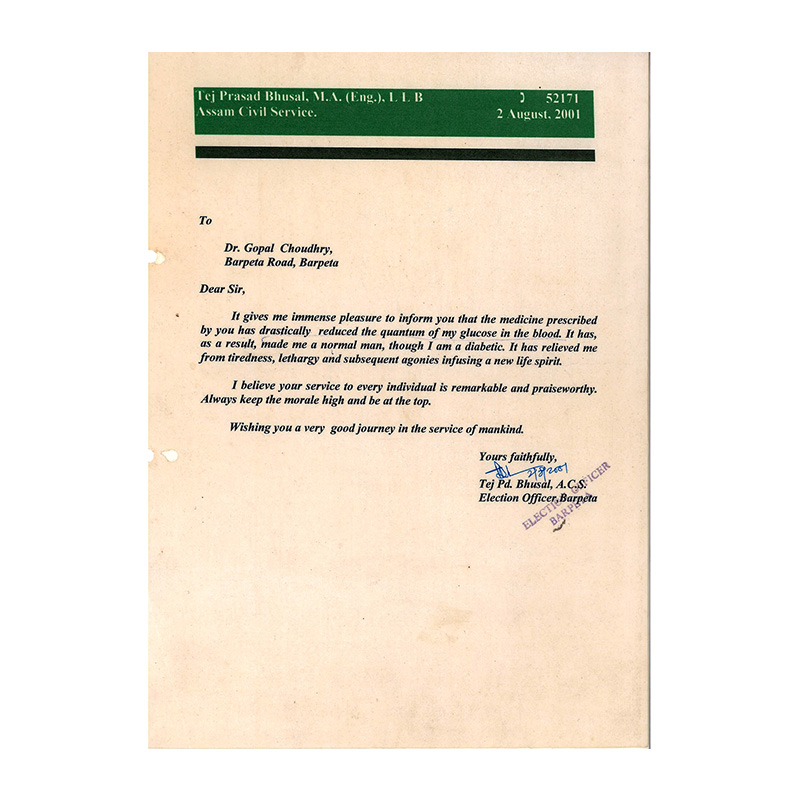 Tej Prasad Bhusal, M.A. (Eng.), L L B 52171
Assam Civil Service. 2 August, 2001
To
Dr. Gopal Choudhry,
Barpeta Road, Barpeta
Dear Sir,
It gives me immense pleasure to inform you that the medicine prescribed
by you has drastically reduced the quantum of my glucose in the blood. It has,
as a result, made me a normal man, though I am a diabetic. It has relieved me
from tiredness, lethargy and subsequent agonies infusing a new life spirit.
I believe your service to every individual is remarkable and praiseworthy.
Always keep the morale high and be at the top.
Wishing you a very good journey in the service of mankind.
Yours faithfully,
Tej Pd. Bhusal, A.C.S.
Election Officer,Barpeta
ELECTION OFFICER
BARPETA